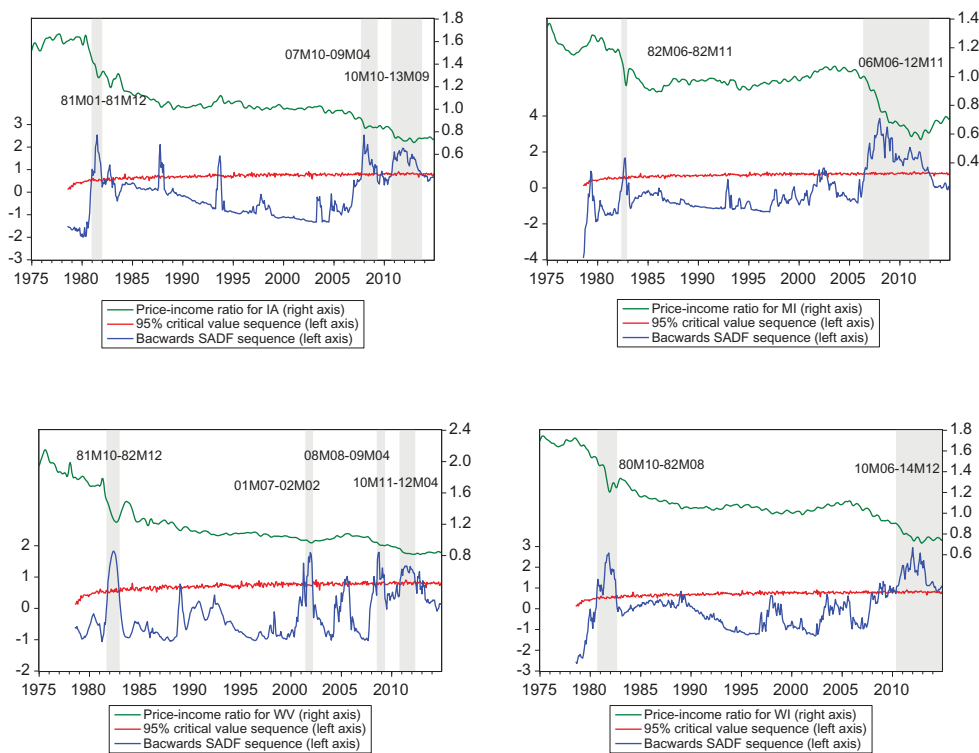 1.8
1.6
1.4
1.2
1.0
0.8
0.6
07M10-09M04
10M10-13M09
81M01-81M12
3
2
1
0
-1
-2
-3
1975 1980 1985 1990 1995 2000 2005 2010
Price-income ratio for IA (right axis)
95% critical value sequence (left axis)
Bacwards SADF sequence (left axis)
1.4
1.2
1.0
0.8
0.6
0.4
82M06-82M11
06M06-12M11
4
2
0
-2
-4
1975 1980 1985 1990 1995 2000 2005 2010
Price-income ratio for MI (right axis)
95% critical value sequence (left axis)
Bacwards SADF sequence (left axis)
2.4
2.0
1.6
1.2
0.8
81M10-82M12
08M08-09M04
01M07-02M02
10M11-12M04
2
1
0
-1
-2
1975 1980 1985 1990 1995 2000 2005 2010
Price-income ratio for WV (right axis)
95% critical value sequence (left axis)
Bacwards SADF sequence (left axis)
1.8
1.6
1.4
1.2
1.0
0.8
0.6
80M10-82M08
10M06-14M12
3
2
1
0
-1
-2
-3
1975 1980 1985 1990 1995 2000 2005 2010
Price-income ratio for WI (right axis)
95% critical value sequence (left axis)
Bacwards SADF sequence (left axis)